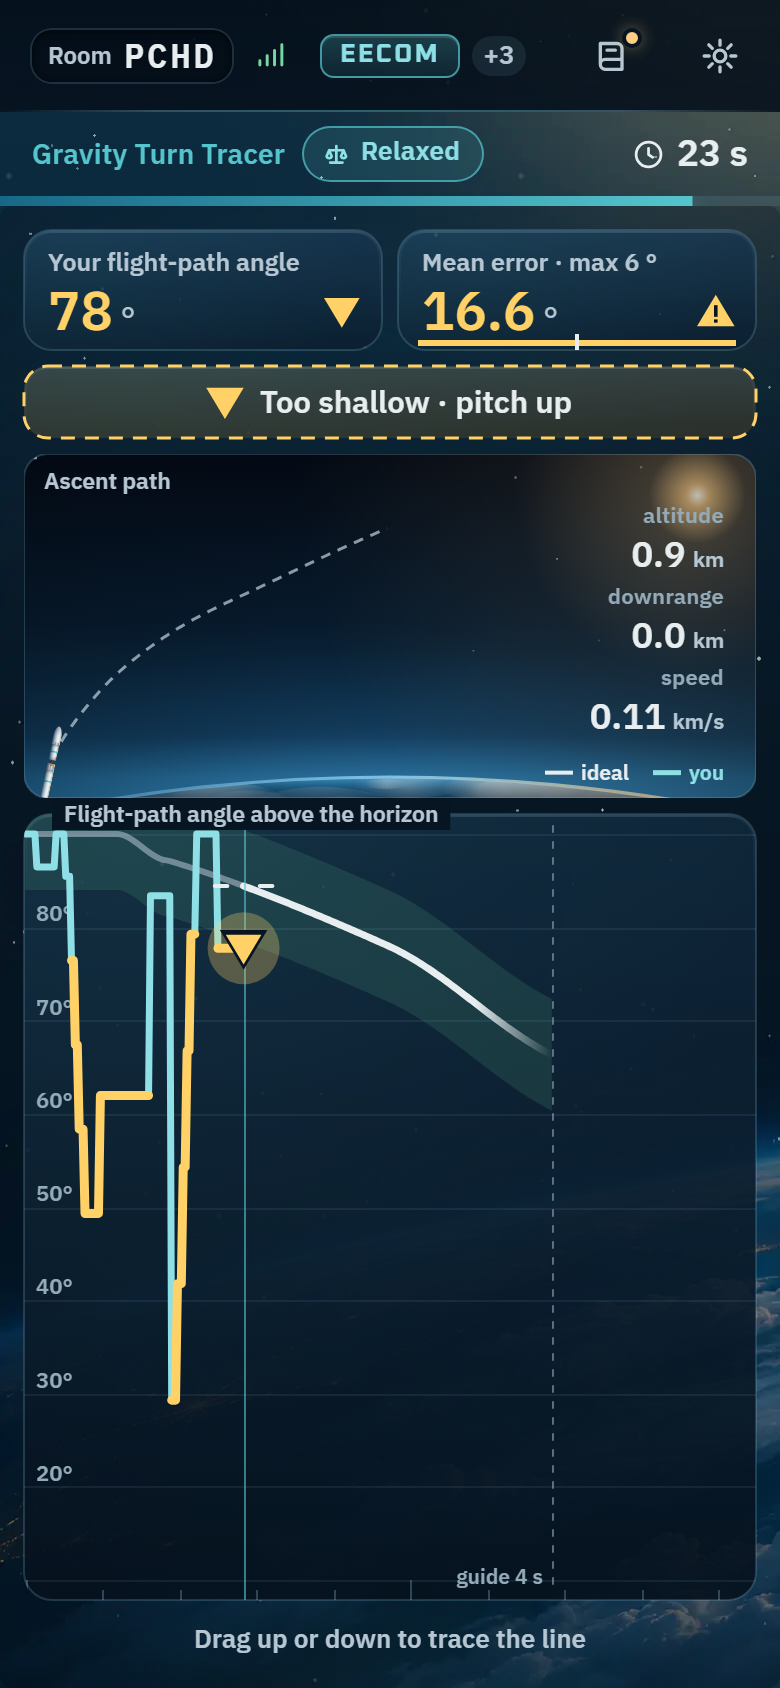 Room PCHD EECOM +3
Gravity Turn Tracer Relaxed 23 s
Your flight-path angle
78 °
Mean error · max 6 °
16.6 °
Too shallow · pitch up
Ascent path
altitude
0.9 km
downrange
0.0 km
speed
0.11 km/s
ideal you
Flight-path angle above the horizon
80°
70°
60°
50°
40°
30°
20°
guide 4 s
Drag up or down to trace the line